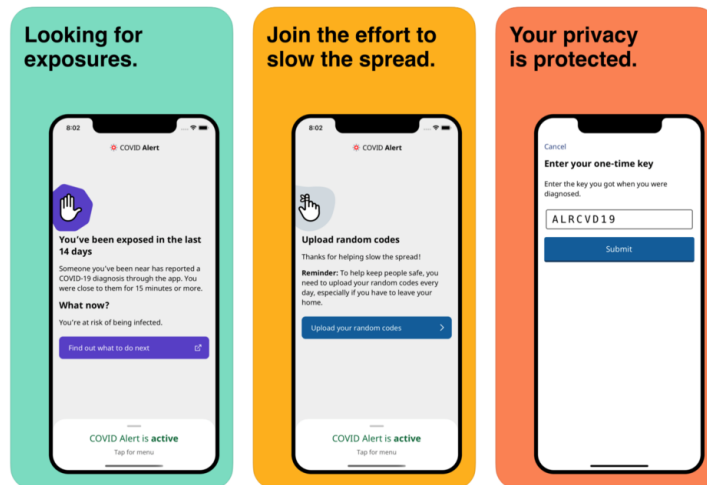 Looking for
exposures.
8:02
COVID Alert
You've been exposed in the last
14 days
Someone you've been near has reported a
COVID-19 diagnosis through the app. You
were close to them for 15 minutes or more.
What now?
You're at risk of being infected.
Find out what to do next
COVID Alert is active
Tap for menu
Join the effort to
slow the spread.
8:02
COVID Alert
Upload random codes
Thanks for helping slow the spread!
Reminder: To help keep people safe, you
need to upload your random codes every
day, especially if you have to leave your
home.
Upload your random codes
COVID Alert is active
Tap for menu
Your privacy
is protected.
Cancel
Enter your one-time key
Enter the key you got when you were
diagnosed.
ALRCVD19
Submit